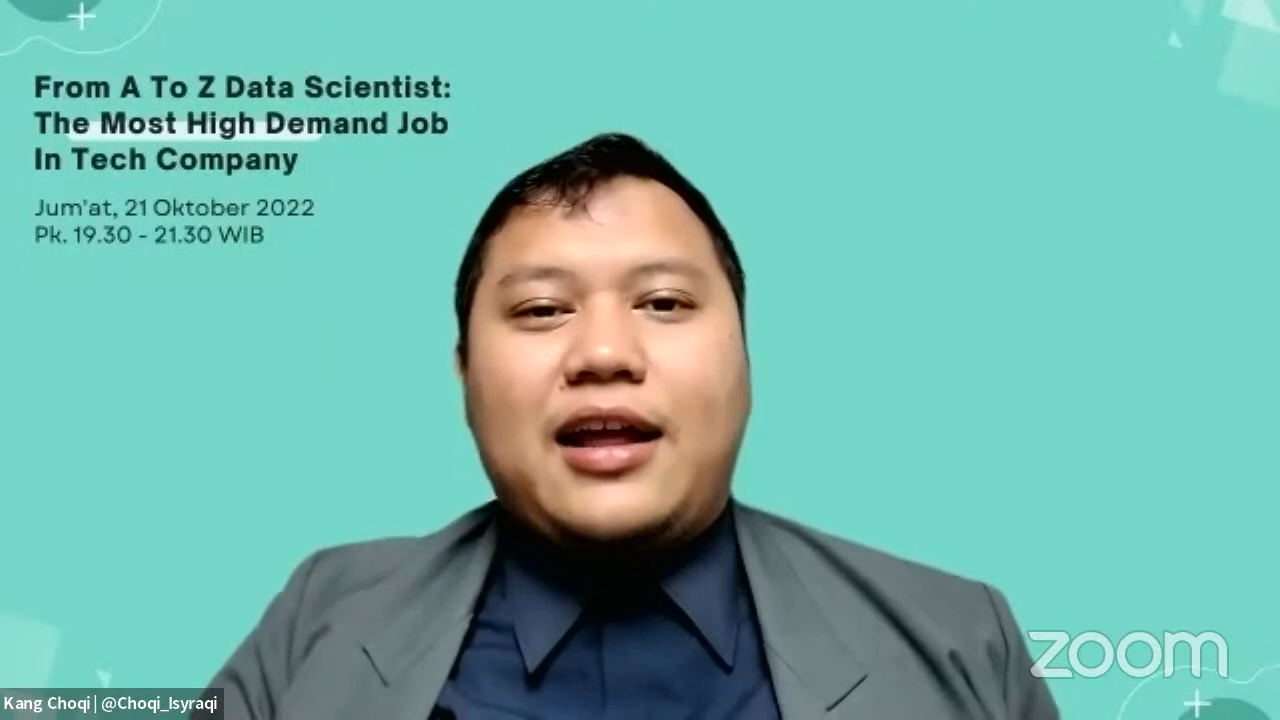 From A To Z Data Scientist:
The Most High Demand Job
In Tech Company
Jum'at, 21 Oktober 2022
Pk. 19.30 - 21.30 WIB
zoom
Kang Choqi | @Choqi_Isyraqi